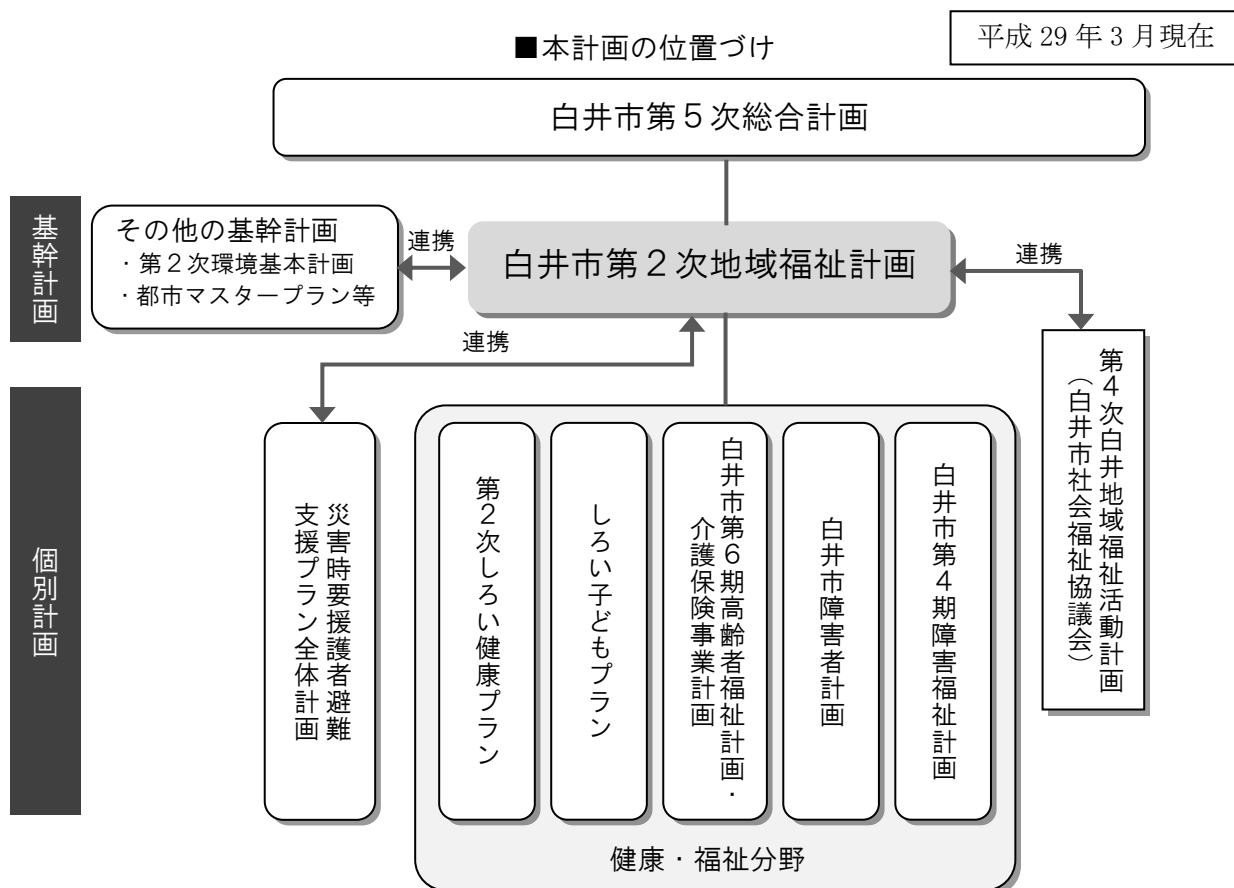 平成 29 年 3 月現在
■本計画の位置づけ
白井市第５次総合計画
基幹計画
その他の基幹計画
・第２次環境基本計画
・都市マスタープラン等
連携
白井市第２次地域福祉計画
連携
連携
個別計画
災害時要援護者避難
支援プラン全体計画
第２次しろい健康プラン
しろい子どもプラン
白井市第６期高齢者福祉計画・
介護保険事業計画
白井市障害者計画
白井市第４期障害福祉計画
第４次白井地域福祉活動計画
（白井市社会福祉協議会）
健康・福祉分野